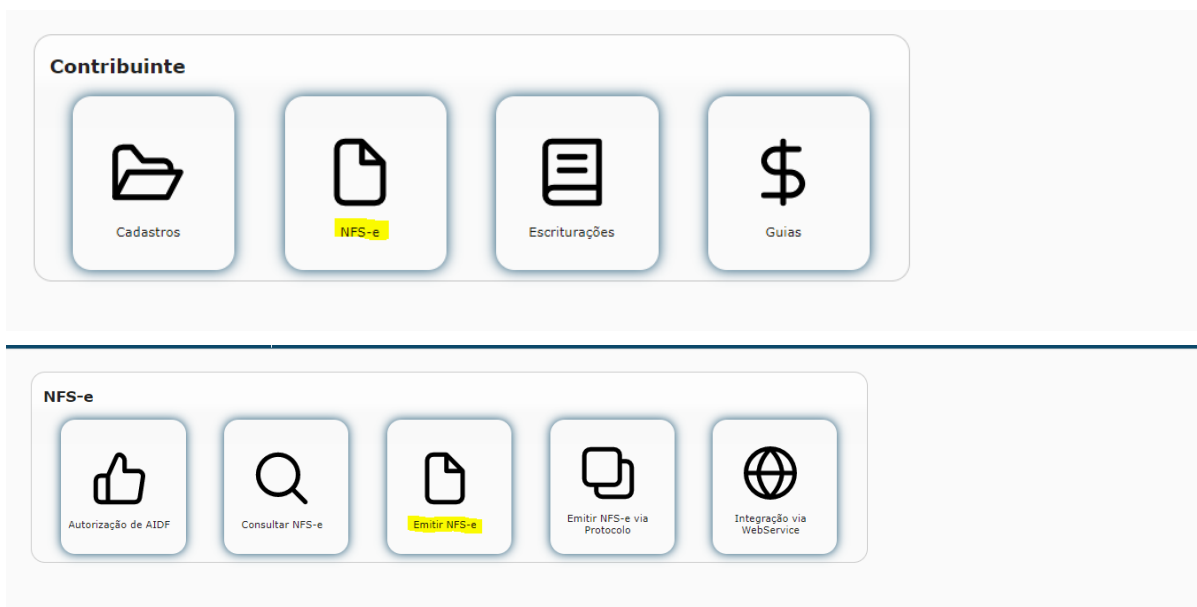 Contribuinte
Cadastros
NFS-e
Escriturações
Guias
NFS-e
Autorização de AIDF
Consultar NFS-e
Emitir NFS-e
Emitir NFS-e via
Protocolo
Integração via
WebService